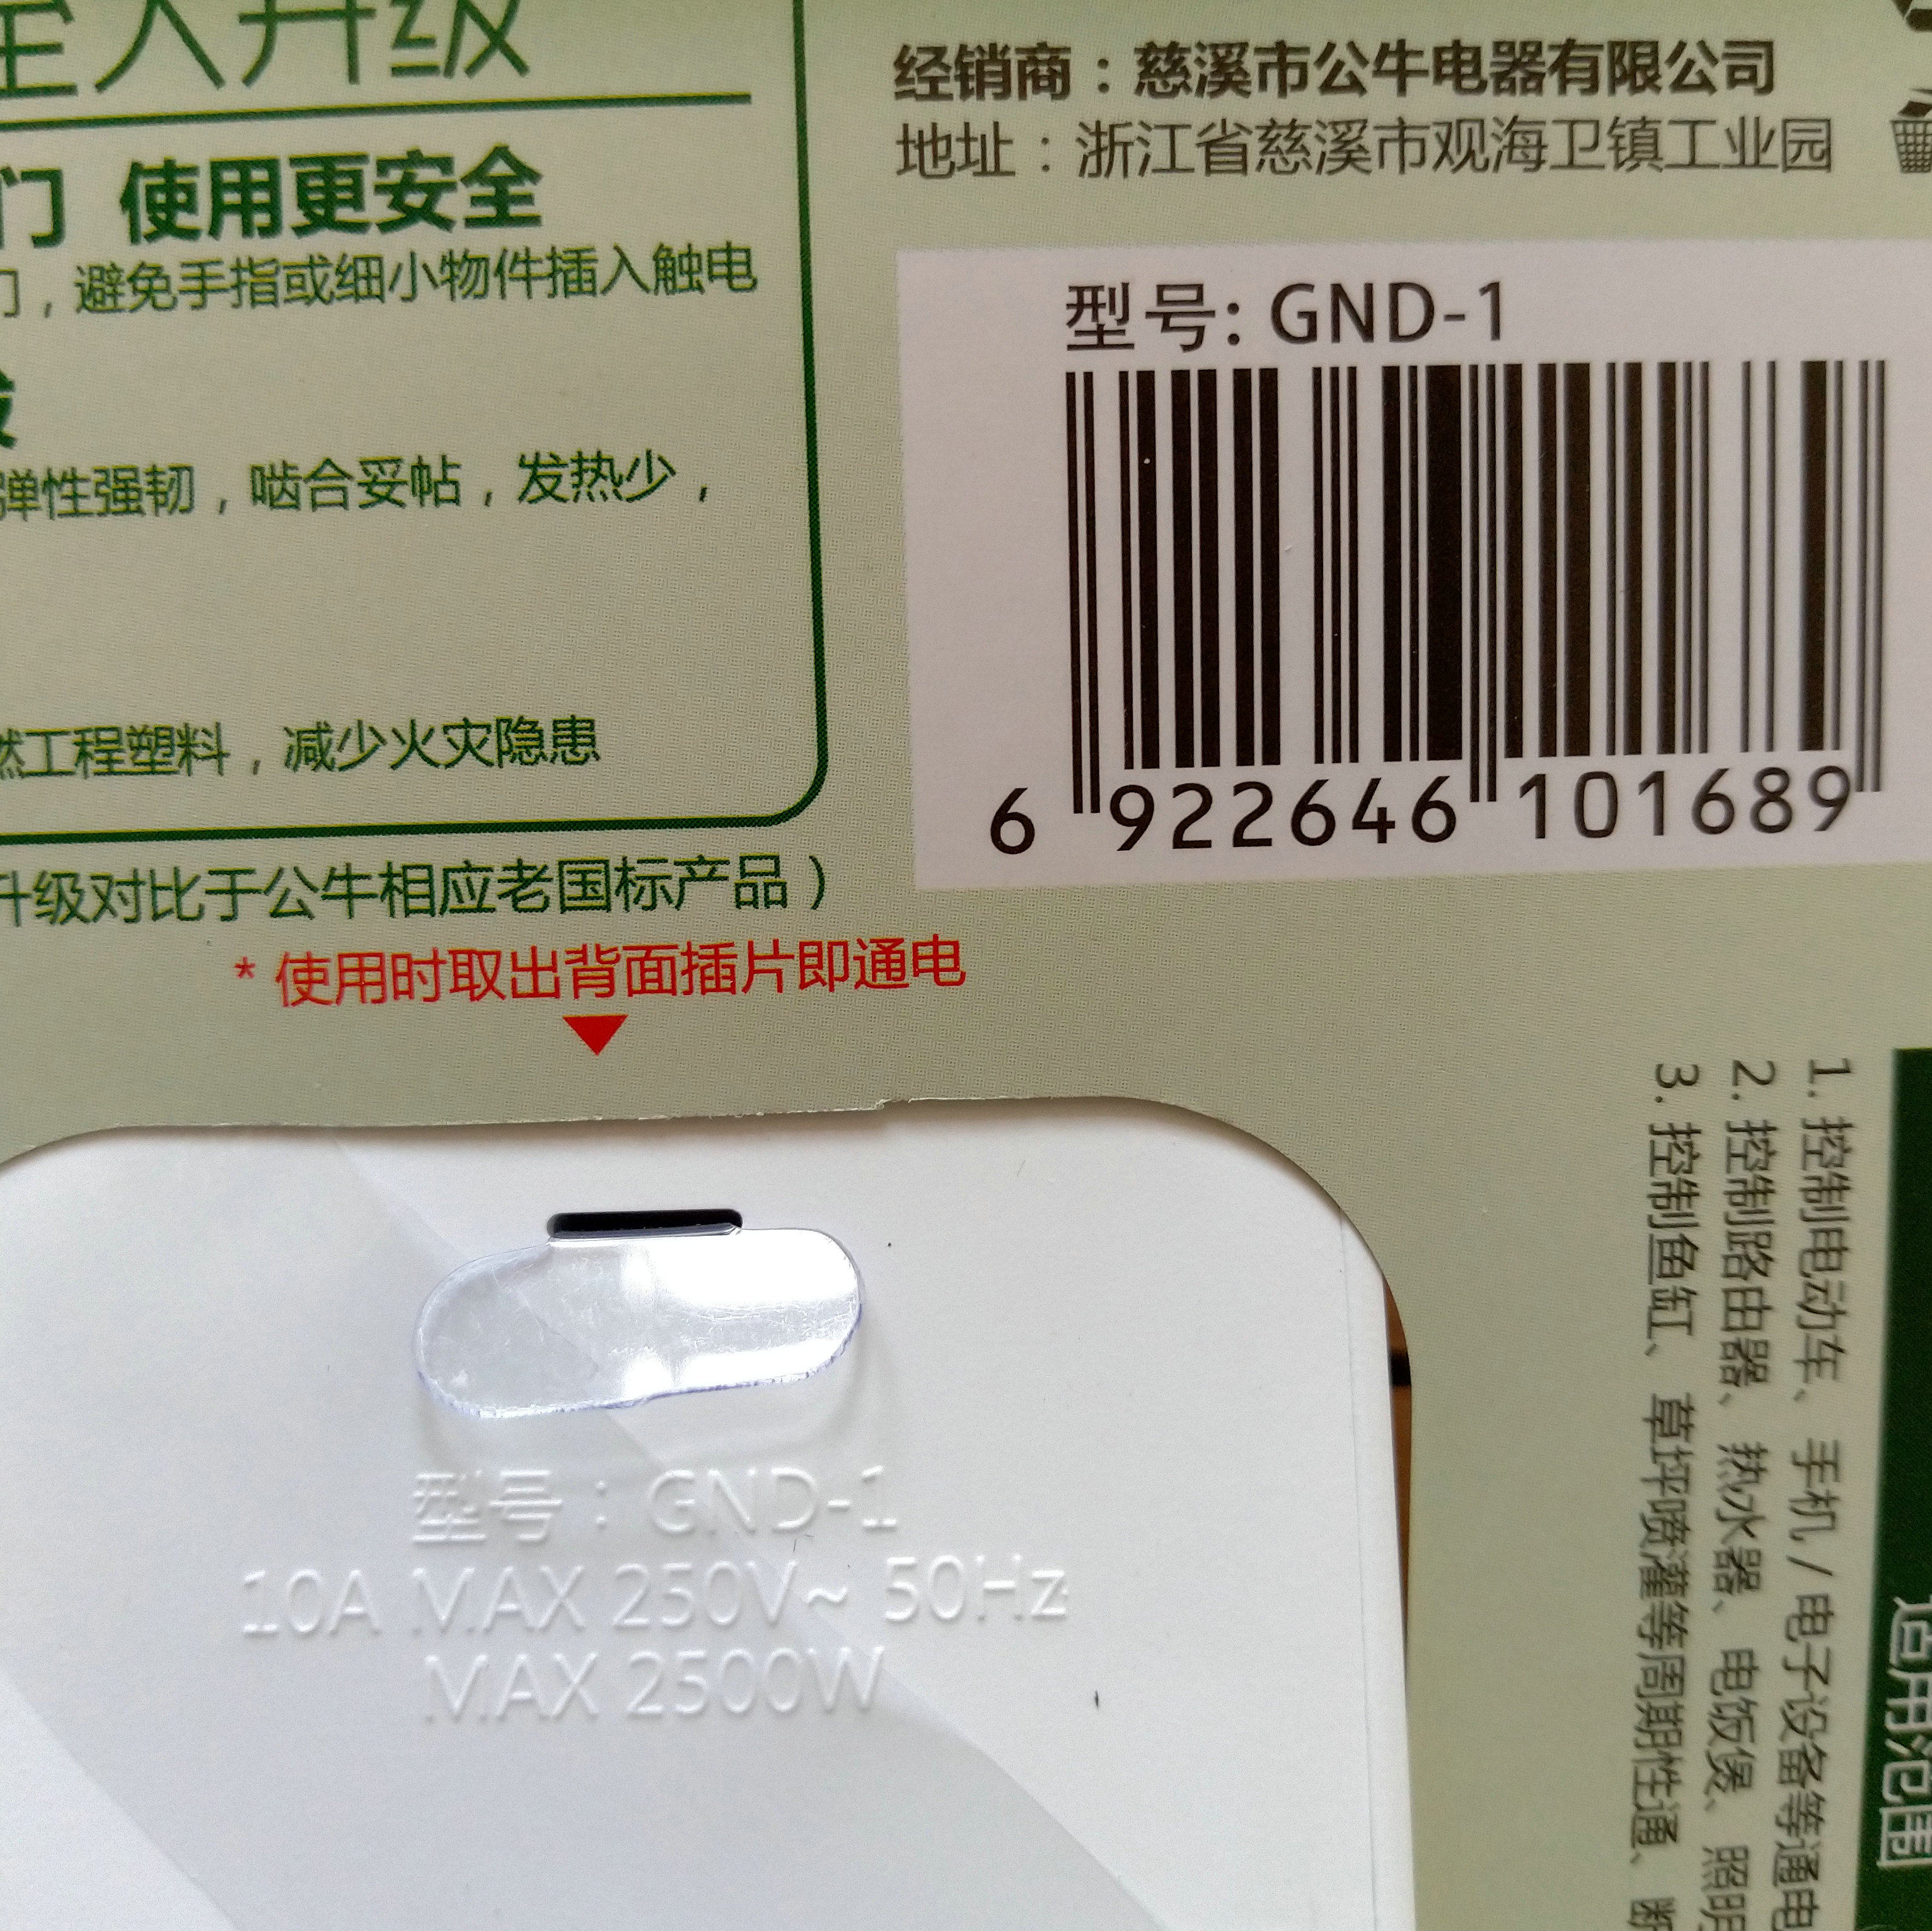 全入升级
门 使用更安全
门，避免手指或细小物件插入触电
弹性强韧，啮合妥帖，发热少，
燃工程塑料，减少火灾隐患
升级对比于公牛相应老国标产品）
*使用时取出背面插片即通电
经销商：慈溪市公牛电器有限公司
地址：浙江省慈溪市观海卫镇工业园
型号: GND-1
6 922646 101689
型号：GND-1
10A MAX 250V~ 50Hz
MAX 2500W
适用范围
1. 控制电动车、手机/电子设备等通电
2. 控制路由器、热水器、电饭煲、照明
3. 控制鱼缸、草坪喷灌等周期性通、断